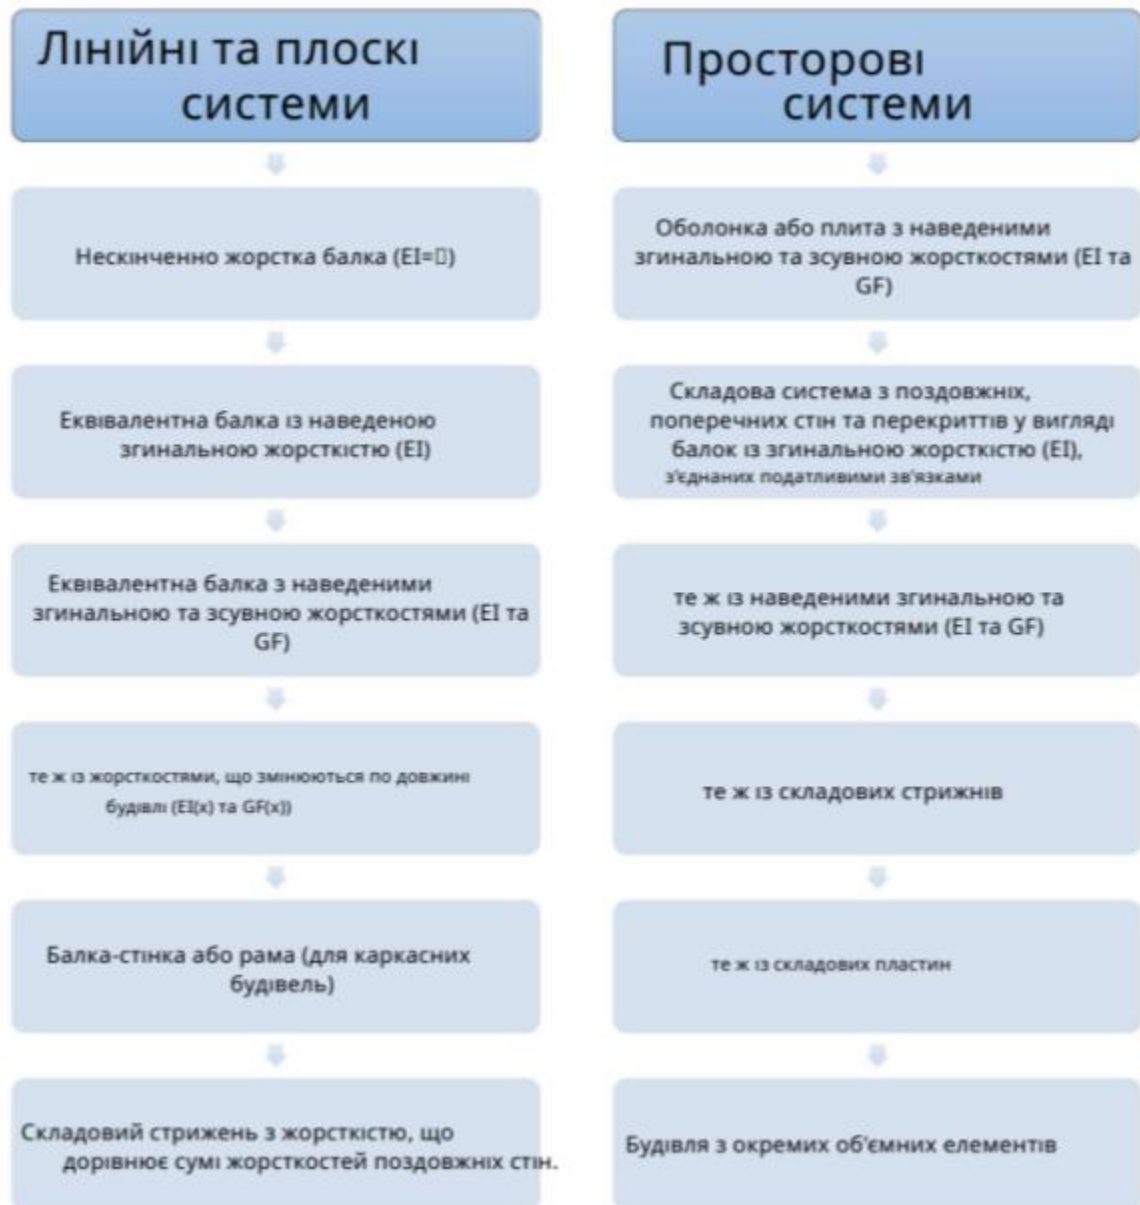 Лінійні та плоскі
системи
Нескінченно жорстка балка (EI=▯)
Еквівалентна балка із наведеною
згинальною жорсткістю (EI)
Еквівалентна балка з наведеними
згинальною та зсувною жорсткостями (EI та
GF)
те ж із жорсткостями, що змінюються по довжині
будівлі (EI(x) та GF(x))
Балка-стінка або рама (для каркасних
будівель)
Складовий стрижень з жорсткістю, що
дорівнює сумі жорсткостей поздовжніх стін.
Просторові
системи
Оболонка або плита з наведеними
згинальною та зсувною жорсткостями (EI та
GF)
Складова система з поздовжніх,
поперечних стін та перекриттів у вигляді
балок із згинальною жорсткістю (EI),
з'єднаних податливими зв'язками
те ж із наведеними згинальною та
зсувною жорсткостями (EI та GF)
те ж із складових стрижнів
те ж із складових пластин
Будівля з окремих об'ємних елементів